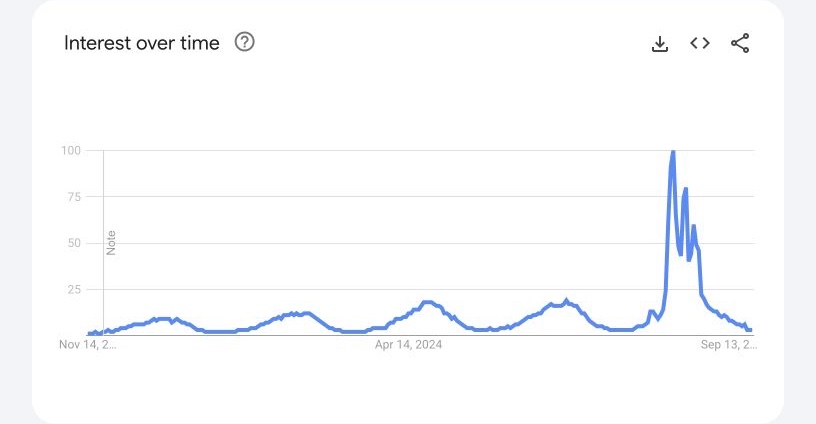 Interest over time
100
75
50
25
Note
Nov 14, 2...
Apr 14, 2024
Sep 13, 2...